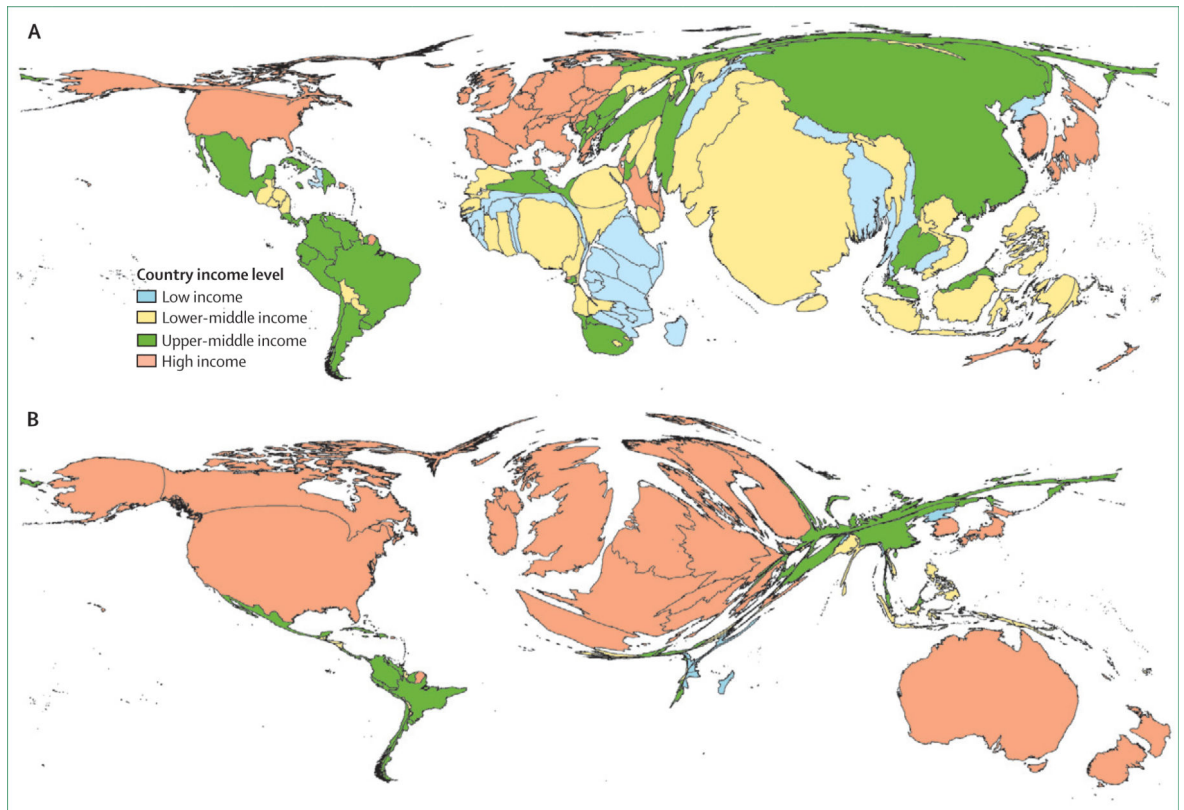 A
Country income level
Low income
Lower-middle income
Upper-middle income
High income
B